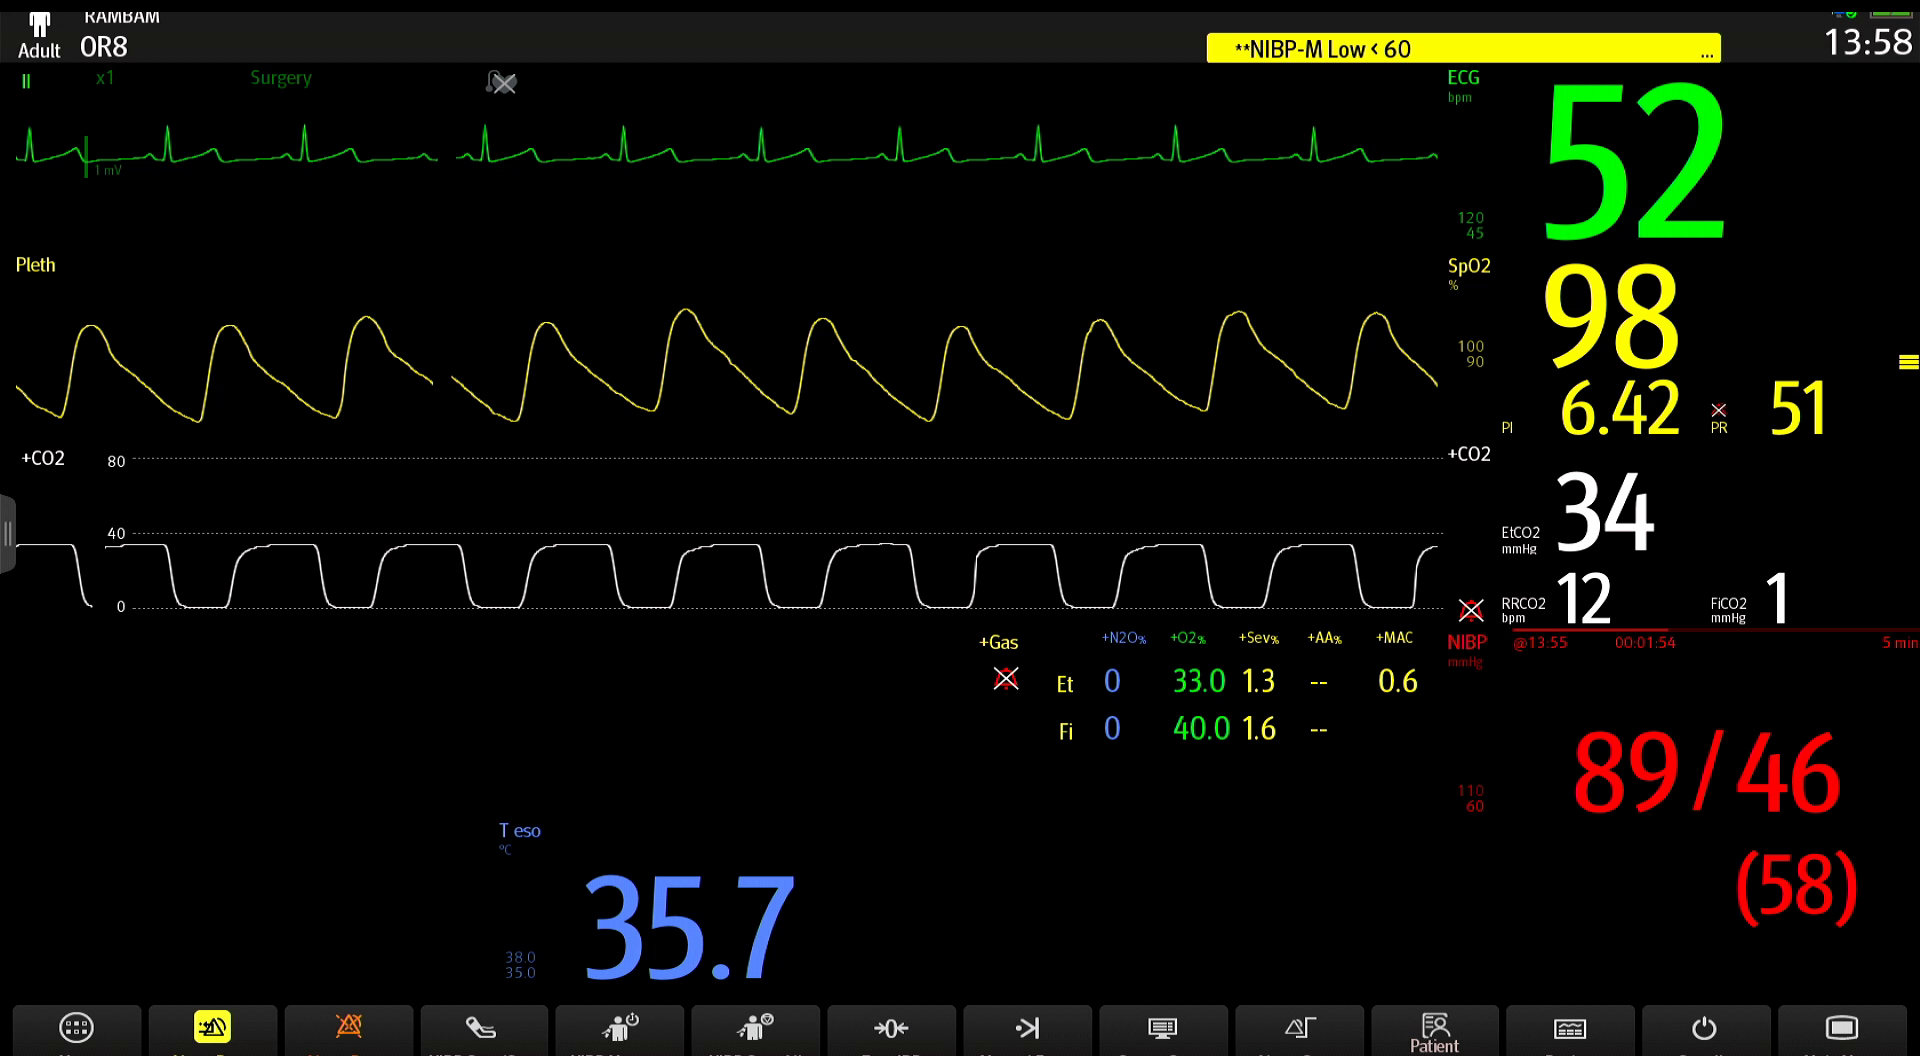 RAMBAM
Adult OR8
**NIBP-M Low < 60 ...
13:58
II x1 Surgery
1 mV
ECG
bpm
52
120
45
Pleth
SpO2
%
98
100
90
PI 6.42 PR 51
+CO2 80
40
0
+CO2
EtCO2
mmHg
34
RRCO2
bpm
12
FiCO2
mmHg
1
+Gas +N2O% +O2% +Sev% +AA% +MAC
Et 0 33.0 1.3 -- 0.6
Fi 0 40.0 1.6 --
NIBP @13:55 00:01:54 5 min
mmHg
89/46
110
60
(58)
T eso
°C
35.7
38.0
35.0
Patient